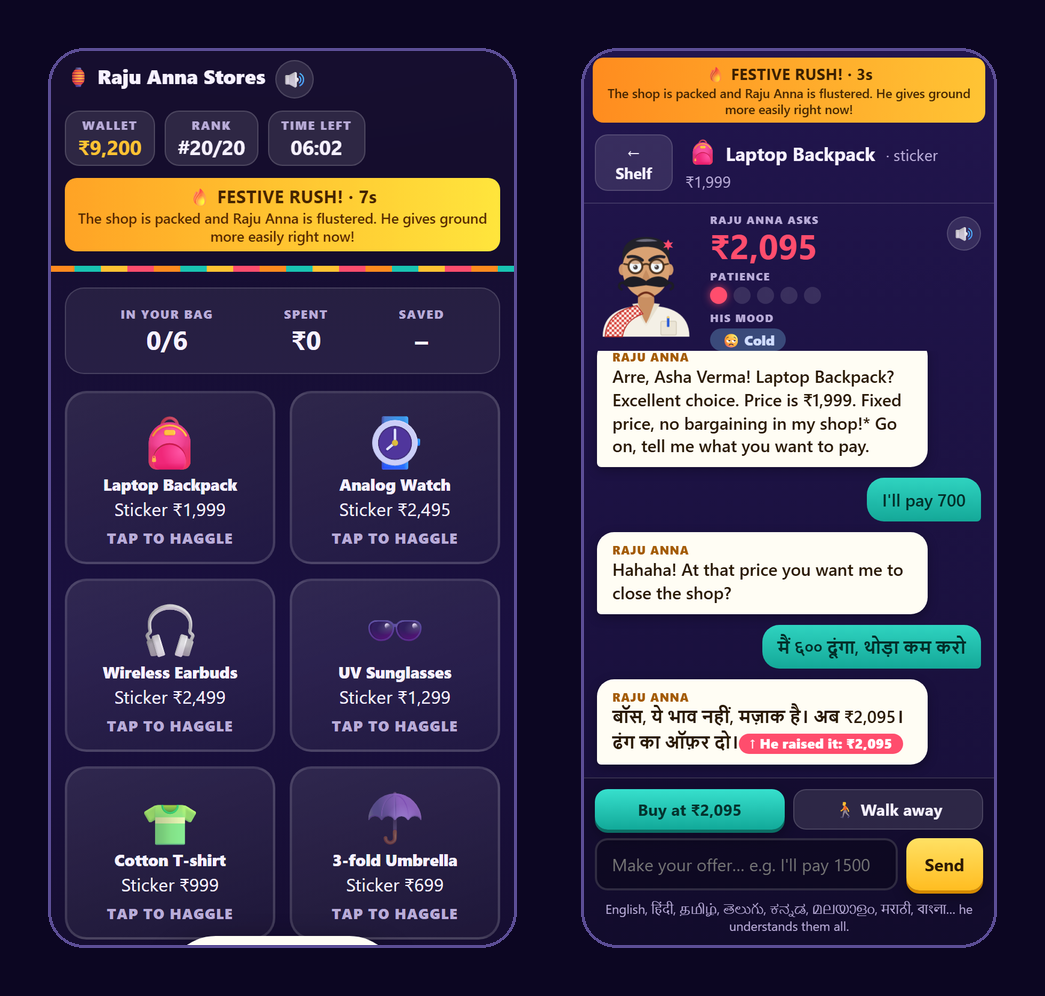 Raju Anna Stores
WALLET
₹9,200
RANK
#20/20
TIME LEFT
06:02
FESTIVE RUSH! · 7s
The shop is packed and Raju Anna is flustered. He gives ground
more easily right now!
IN YOUR BAG
0/6
SPENT
₹0
SAVED
–
Laptop Backpack
Sticker ₹1,999
TAP TO HAGGLE
Analog Watch
Sticker ₹2,495
TAP TO HAGGLE
Wireless Earbuds
Sticker ₹2,499
TAP TO HAGGLE
UV Sunglasses
Sticker ₹1,299
TAP TO HAGGLE
Cotton T-shirt
Sticker ₹999
TAP TO HAGGLE
3-fold Umbrella
Sticker ₹699
TAP TO HAGGLE
FESTIVE RUSH! · 3s
The shop is packed and Raju Anna is flustered. He gives ground
more easily right now!
← 
Shelf
Laptop Backpack · sticker
₹1,999
RAJU ANNA ASKS
₹2,095
PATIENCE
HIS MOOD
Cold
RAJU ANNA
Arre, Asha Verma! Laptop Backpack?
Excellent choice. Price is ₹1,999. Fixed
price, no bargaining in my shop!* Go
on, tell me what you want to pay.
I'll pay 700
RAJU ANNA
Hahaha! At that price you want me to
close the shop?
मैं ६०० दूंगा, थोड़ा कम करो
RAJU ANNA
बॉस, ये भाव नहीं, मज़ाक है। अब ₹2,095।
ढंग का ऑफ़र दो। ↑ He raised it: ₹2,095
Buy at ₹2,095
Walk away
Make your offer... e.g. I'll pay 1500
Send
English, हिंदी, தமிழ், తెలుగు, ಕನ್ನಡ, മലയാളം, मराठी, বাংলা... he
understands them all.